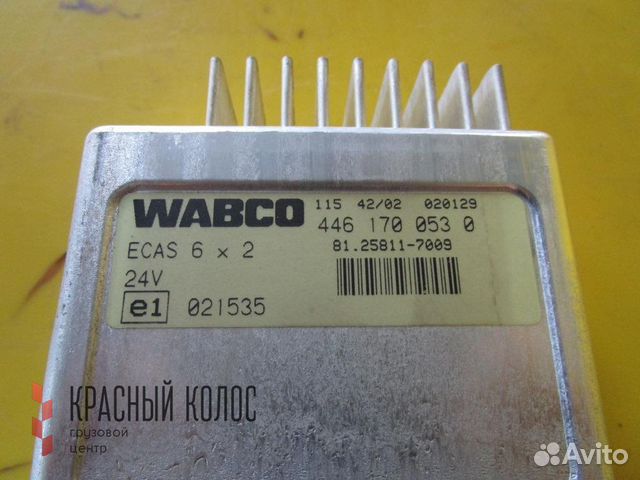 WABCO
115 42/02 020129
446 170 053 0
ECAS 6 x 2
81.25811-7009
24V
e1 021535
КРАСНЫЙ КОЛОС
грузовой
центр
Avito